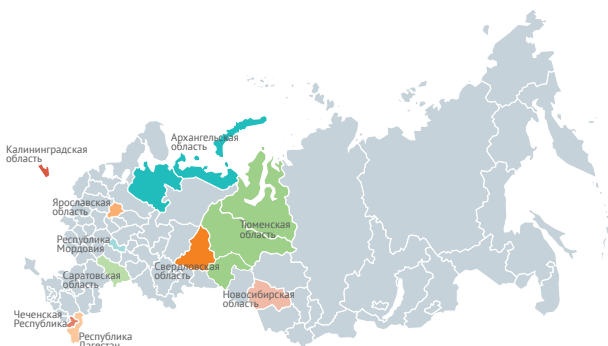 Архангельская
область
Калининградская
область
Ярославская
область
Тюменская
область
Республика
Мордовия
Свердловская
область
Саратовская
область
Новосибирская
область
Чеченская
Республика
Республика
Дагестан